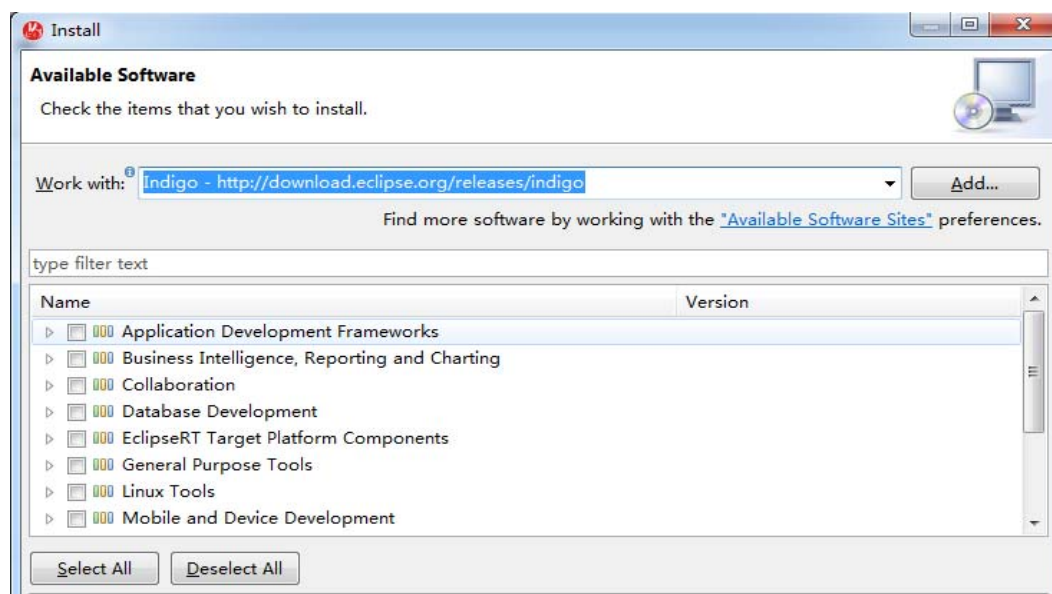 Install
Available Software
Check the items that you wish to install.
Work with: Indigo - http://download.eclipse.org/releases/indigo Add...
Find more software by working with the "Available Software Sites" preferences.
type filter text
Name Version
Application Development Frameworks
Business Intelligence, Reporting and Charting
Collaboration
Database Development
EclipseRT Target Platform Components
General Purpose Tools
Linux Tools
Mobile and Device Development
Select All Deselect All